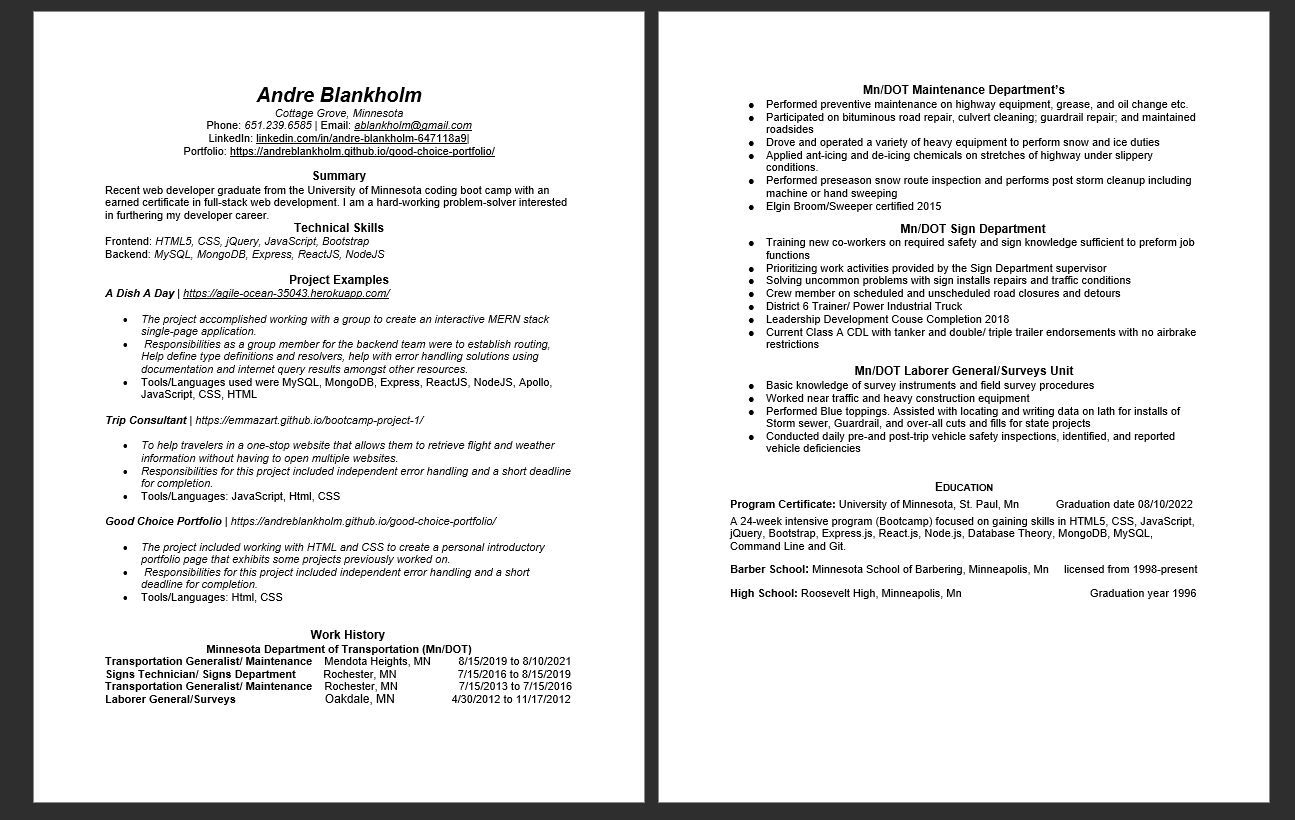 Andre Blankholm
Cottage Grove, Minnesota
Phone: 651.239.6585 | Email: ablankholm@gmail.com
LinkedIn: linkedin.com/in/andre-blankholm-647118a9|
Portfolio: https://andreblankholm.github.io/good-choice-portfolio/
Summary
Recent web developer graduate from the University of Minnesota coding boot camp with an
earned certificate in full-stack web development. I am a hard-working problem-solver interested
in furthering my developer career.
Technical Skills
Frontend: HTML5, CSS, jQuery, JavaScript, Bootstrap
Backend: MySQL, MongoDB, Express, ReactJS, NodeJS
Project Examples
A Dish A Day | https://agile-ocean-35043.herokuapp.com/
• The project accomplished working with a group to create an interactive MERN stack
single-page application.
• Responsibilities as a group member for the backend team were to establish routing,
Help define type definitions and resolvers, help with error handling solutions using
documentation and internet query results amongst other resources.
• Tools/Languages used were MySQL, MongoDB, Express, ReactJS, NodeJS, Apollo,
JavaScript, CSS, HTML
Trip Consultant | https://emmazart.github.io/bootcamp-project-1/
• To help travelers in a one-stop website that allows them to retrieve flight and weather
information without having to open multiple websites.
• Responsibilities for this project included independent error handling and a short deadline
for completion.
• Tools/Languages: JavaScript, Html, CSS
Good Choice Portfolio | https://andreblankholm.github.io/good-choice-portfolio/
• The project included working with HTML and CSS to create a personal introductory
portfolio page that exhibits some projects previously worked on.
• Responsibilities for this project included independent error handling and a short
deadline for completion.
• Tools/Languages: Html, CSS
Work History
Minnesota Department of Transportation (Mn/DOT)
Transportation Generalist/ Maintenance Mendota Heights, MN 8/15/2019 to 8/10/2021
Signs Technician/ Signs Department Rochester, MN 7/15/2016 to 8/15/2019
Transportation Generalist/ Maintenance Rochester, MN 7/15/2013 to 7/15/2016
Laborer General/Surveys Oakdale, MN 4/30/2012 to 11/17/2012
Mn/DOT Maintenance Department's
● Performed preventive maintenance on highway equipment, grease, and oil change etc.
● Participated on bituminous road repair, culvert cleaning; guardrail repair; and maintained
roadsides
● Drove and operated a variety of heavy equipment to perform snow and ice duties
● Applied ant-icing and de-icing chemicals on stretches of highway under slippery
conditions.
● Performed preseason snow route inspection and performs post storm cleanup including
machine or hand sweeping
● Elgin Broom/Sweeper certified 2015
Mn/DOT Sign Department
● Training new co-workers on required safety and sign knowledge sufficient to preform job
functions
● Prioritizing work activities provided by the Sign Department supervisor
● Solving uncommon problems with sign installs repairs and traffic conditions
● Crew member on scheduled and unscheduled road closures and detours
● District 6 Trainer/ Power Industrial Truck
● Leadership Development Couse Completion 2018
● Current Class A CDL with tanker and double/ triple trailer endorsements with no airbrake
restrictions
Mn/DOT Laborer General/Surveys Unit
● Basic knowledge of survey instruments and field survey procedures
● Worked near traffic and heavy construction equipment
● Performed Blue toppings. Assisted with locating and writing data on lath for installs of
Storm sewer, Guardrail, and over-all cuts and fills for state projects
● Conducted daily pre-and post-trip vehicle safety inspections, identified, and reported
vehicle deficiencies
EDUCATION
Program Certificate: University of Minnesota, St. Paul, Mn Graduation date 08/10/2022
A 24-week intensive program (Bootcamp) focused on gaining skills in HTML5, CSS, JavaScript,
jQuery, Bootstrap, Express.js, React.js, Node.js, Database Theory, MongoDB, MySQL,
Command Line and Git.
Barber School: Minnesota School of Barbering, Minneapolis, Mn licensed from 1998-present
High School: Roosevelt High, Minneapolis, Mn Graduation year 1996